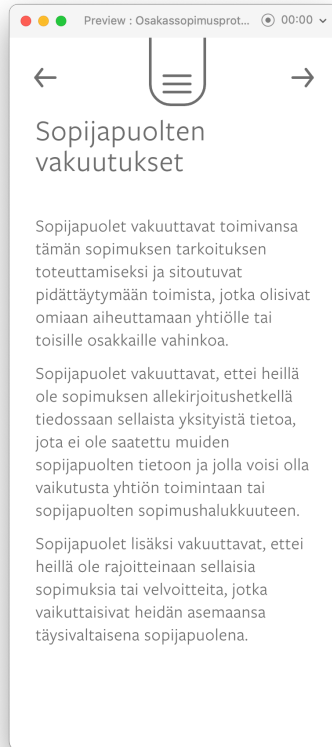 Preview : Osakassopimusprot... 00:00
Sopijapuolten
vakuutukset
Sopijapuolet vakuuttavat toimivansa
tämän sopimuksen tarkoituksen
toteuttamiseksi ja sitoutuvat
pidättäytymään toimista, jotka olisivat
omiaan aiheuttamaan yhtiölle tai
toisille osakkaille vahinkoa.
Sopijapuolet vakuuttavat, ettei heillä
ole sopimuksen allekirjoitushetkellä
tiedossaan sellaista yksityistä tietoa,
jota ei ole saatettu muiden
sopijapuolten tietoon ja jolla voisi olla
vaikutusta yhtiön toimintaan tai
sopijapuolten sopimushalukkuuteen.
Sopijapuolet lisäksi vakuuttavat, ettei
heillä ole rajoitteinaan sellaisia
sopimuksia tai velvoitteita, jotka
vaikuttaisivat heidän asemaansa
täysivaltaisena sopijapuolena.